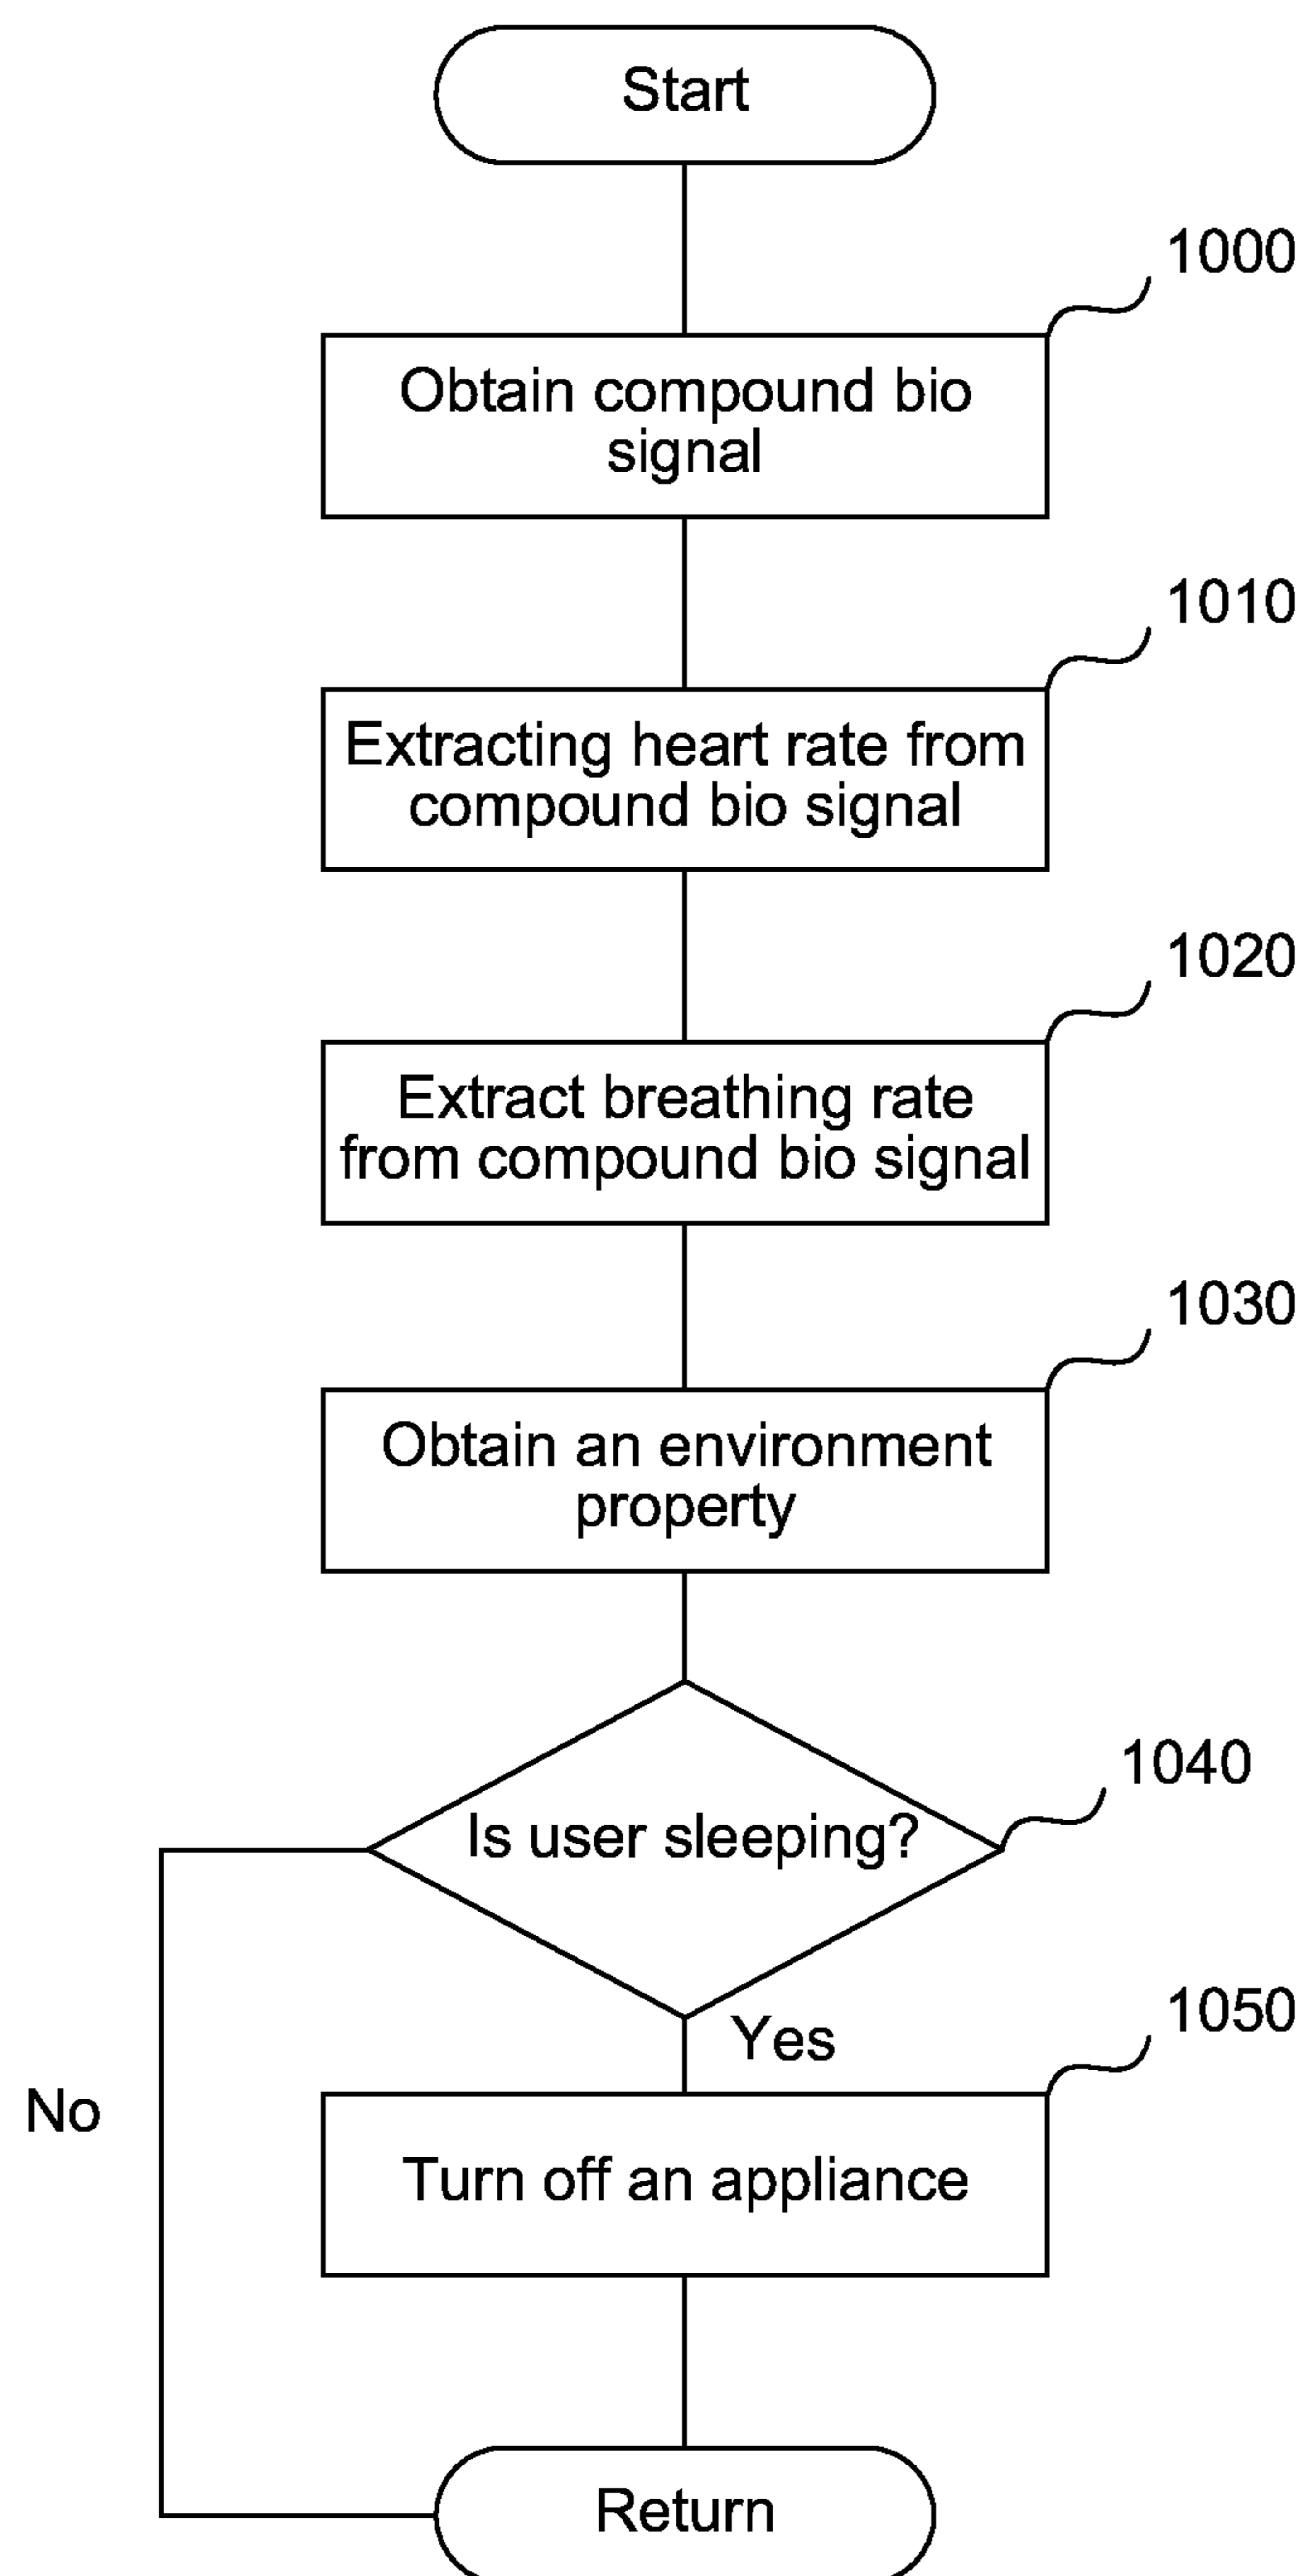 Start
1000
Obtain compound bio
signal
1010
Extracting heart rate from
compound bio signal
1020
Extract breathing rate
from compound bio signal
1030
Obtain an environment
property
1040
Is user sleeping?
Yes
1050
No
Turn off an appliance
Return